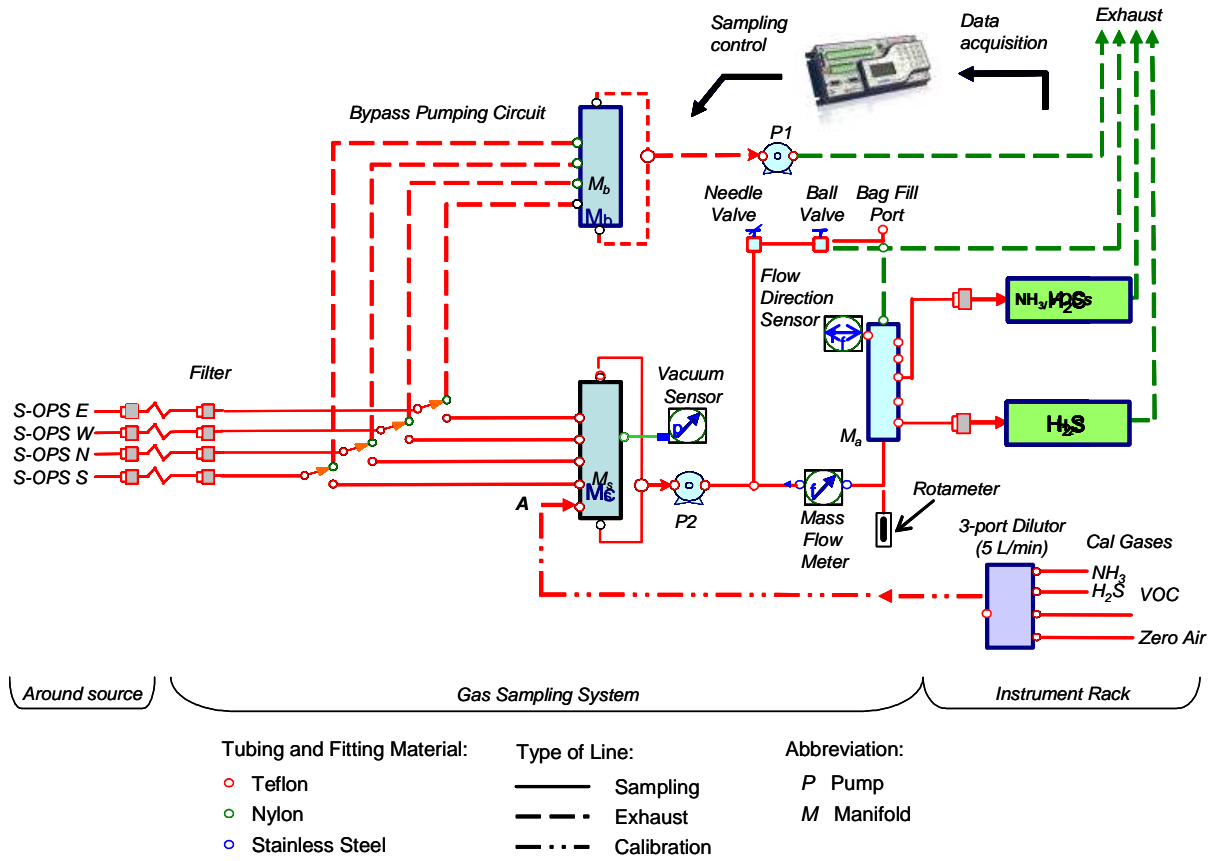 Sampling
control
Data
acquisition
Exhaust
Bypass Pumping Circuit
P1
Mb
Mb
Needle
Valve
Ball
Valve
Bag Fill
Port
Flow
Direction
Sensor
f
NH3/
H2S
H2S
Filter
Vacuum
Sensor
p
S-OPS E
S-OPS W
S-OPS N
S-OPS S
Ms
Ma
A
P2
f
Mass
Flow
Meter
Rotameter
3-port Dilutor
(5 L/min)
Cal Gases
NH3
H2S
VOC
Zero Air
Around source
Gas Sampling System
Instrument Rack
Tubing and Fitting Material:
Teflon
Nylon
Stainless Steel
Type of Line:
Sampling
Exhaust
Calibration
Abbreviation:
P Pump
M Manifold